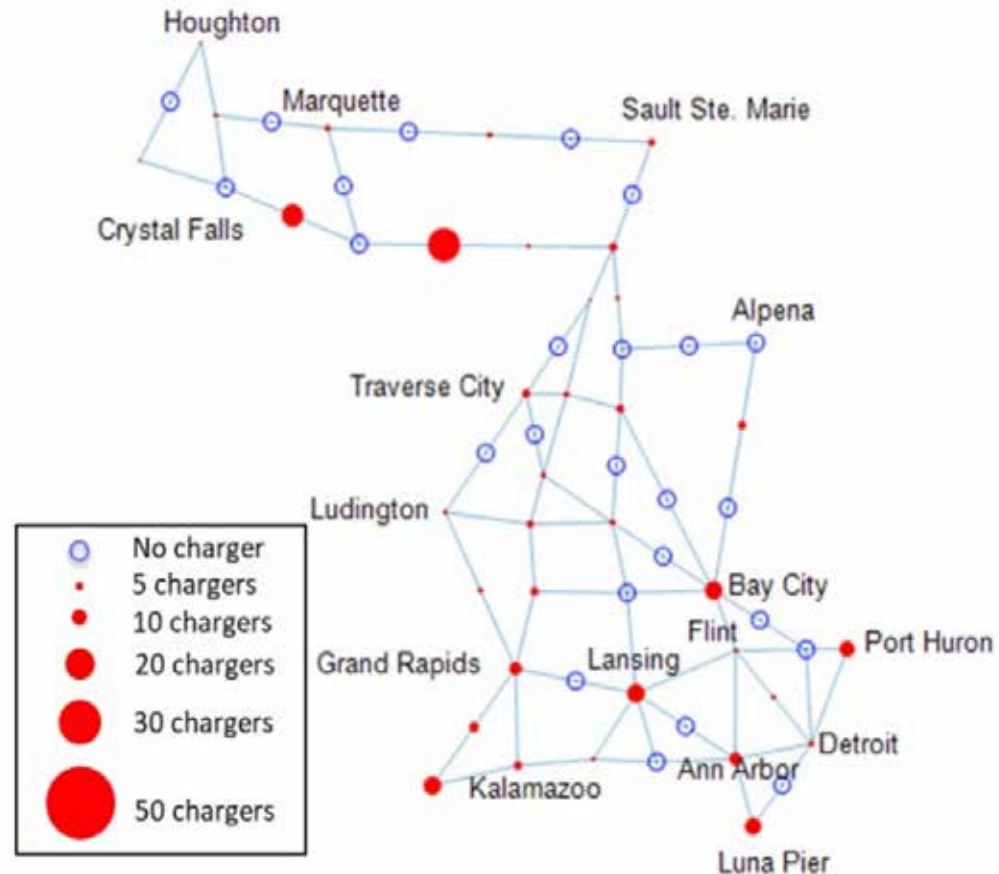 Houghton
Marquette
Sault Ste. Marie
Crystal Falls
Alpena
Traverse City
Ludington
No charger
5 chargers
10 chargers
20 chargers
30 chargers
50 chargers
Bay City
Flint
Port Huron
Grand Rapids
Lansing
Detroit
Ann Arbor
Kalamazoo
Luna Pier